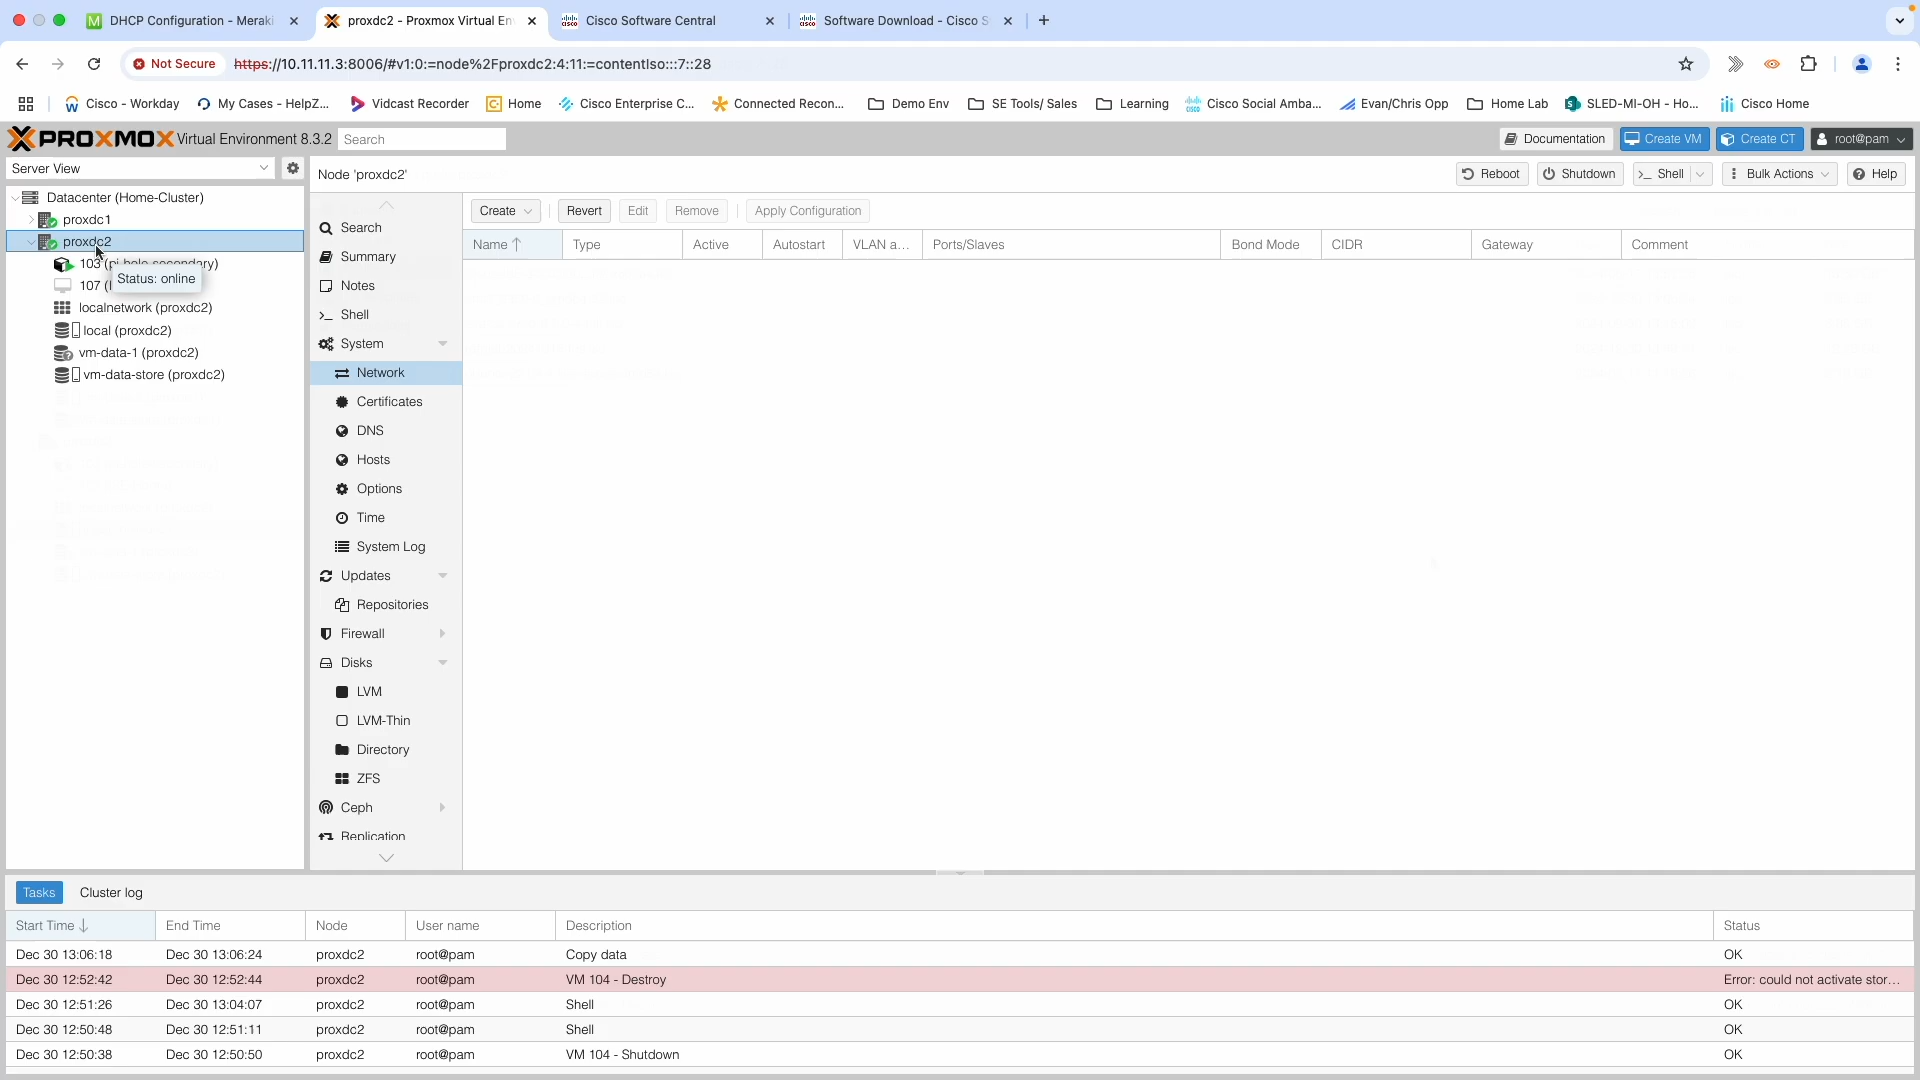 DHCP Configuration - Meraki
proxdc2 - Proxmox Virtual En
Cisco Software Central
Software Download - Cisco S
Not Secure
https://10.11.11.3:8006/#v1:0:=node%2Fproxdc2:4:11:=contentIso:::7::28
Cisco - Workday
My Cases - HelpZ...
Vidcast Recorder
Home
Cisco Enterprise C...
Connected Recon...
Demo Env
SE Tools/ Sales
Learning
Cisco Social Amba...
Evan/Chris Opp
Home Lab
SLED-MI-OH - Ho...
Cisco Home
PROXMOX Virtual Environment 8.3.2
Search
Documentation
Create VM
Create CT
root@pam
Server View
Node 'proxdc2'
Reboot
Shutdown
Shell
Bulk Actions
Help
Datacenter (Home-Cluster)
proxdc1
proxdc2
103 (pi-hole-secondary)
Status: online
107 (
localnetwork (proxdc2)
local (proxdc2)
vm-data-1 (proxdc2)
vm-data-store (proxdc2)
Search
Summary
Notes
Shell
System
Network
Certificates
DNS
Hosts
Options
Time
System Log
Updates
Repositories
Firewall
Disks
LVM
LVM-Thin
Directory
ZFS
Ceph
Replication
Create
Revert
Edit
Remove
Apply Configuration
Name Type Active Autostart VLAN a... Ports/Slaves Bond Mode CIDR Gateway Comment
Tasks
Cluster log
Start Time End Time Node User name Description Status
Dec 30 13:06:18 Dec 30 13:06:24 proxdc2 root@pam Copy data OK
Dec 30 12:52:42 Dec 30 12:52:44 proxdc2 root@pam VM 104 - Destroy Error: could not activate stor...
Dec 30 12:51:26 Dec 30 13:04:07 proxdc2 root@pam Shell OK
Dec 30 12:50:48 Dec 30 12:51:11 proxdc2 root@pam Shell OK
Dec 30 12:50:38 Dec 30 12:50:50 proxdc2 root@pam VM 104 - Shutdown OK